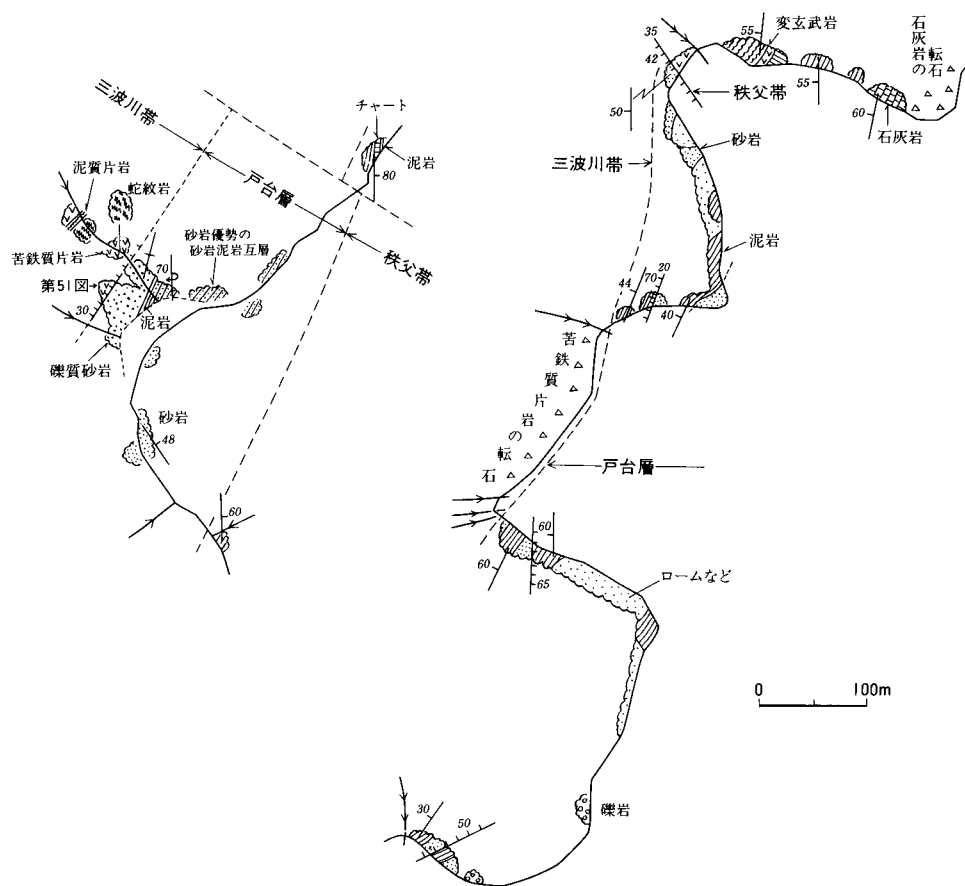 三波川帯
戸台層
秩父帯
チャート
泥岩
80
泥質片岩
蛇紋岩
苦鉄質片岩
砂岩優勢の
砂岩泥岩互層
70
第51図
30
泥岩
礫質砂岩
砂岩
48
60
35
42
50
55
変玄武岩
石灰岩の
転石
秩父帯
55
60
石灰岩
砂岩
三波川帯
泥岩
44
70
20
40
苦鉄質片岩の転石
戸台層
60
60
65
ロームなど
0 100m
礫岩
30
50